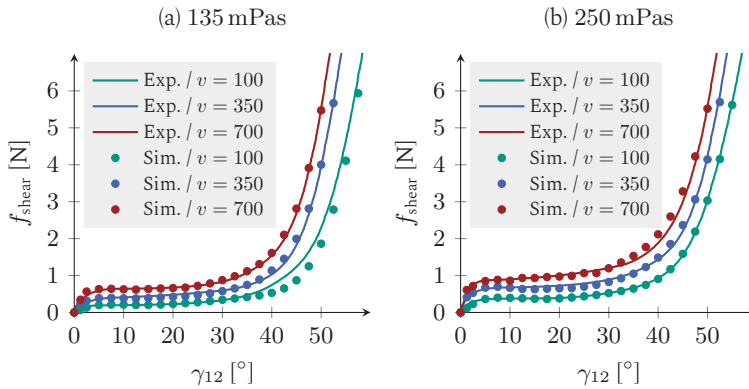 (a) 135 mPas
(b) 250 mPas
f_shear [N]
6
5
4
3
2
1
0
Exp. / v = 100
Exp. / v = 350
Exp. / v = 700
Sim. / v = 100
Sim. / v = 350
Sim. / v = 700
0 10 20 30 40 50
γ12 [°]
f_shear [N]
6
5
4
3
2
1
0
Exp. / v = 100
Exp. / v = 350
Exp. / v = 700
Sim. / v = 100
Sim. / v = 350
Sim. / v = 700
0 10 20 30 40 50
γ12 [°]